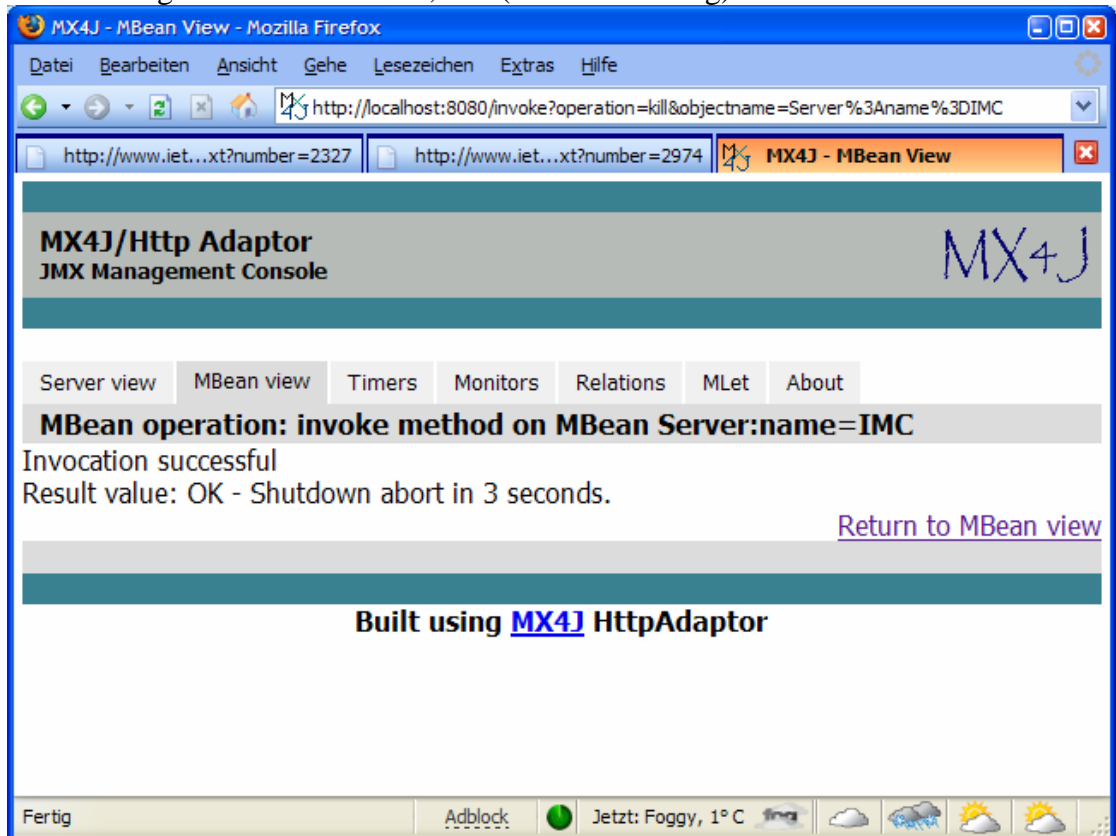 MX4J - MBean View - Mozilla Firefox
Datei Bearbeiten Ansicht Gehe Lesezeichen Extras Hilfe
http://localhost:8080/invoke?operation=kill&objectname=Server%3Aname%3DIMC
http://www.iet...xt?number=2327 http://www.iet...xt?number=2974 MX4J - MBean View
MX4J/Http Adaptor
JMX Management Console
MX4J
Server view MBean view Timers Monitors Relations MLet About
MBean operation: invoke method on MBean Server:name=IMC
Invocation successful
Result value: OK - Shutdown abort in 3 seconds.
Return to MBean view
Built using MX4J HttpAdaptor
Fertig Adblock Jetzt: Foggy, 1° C